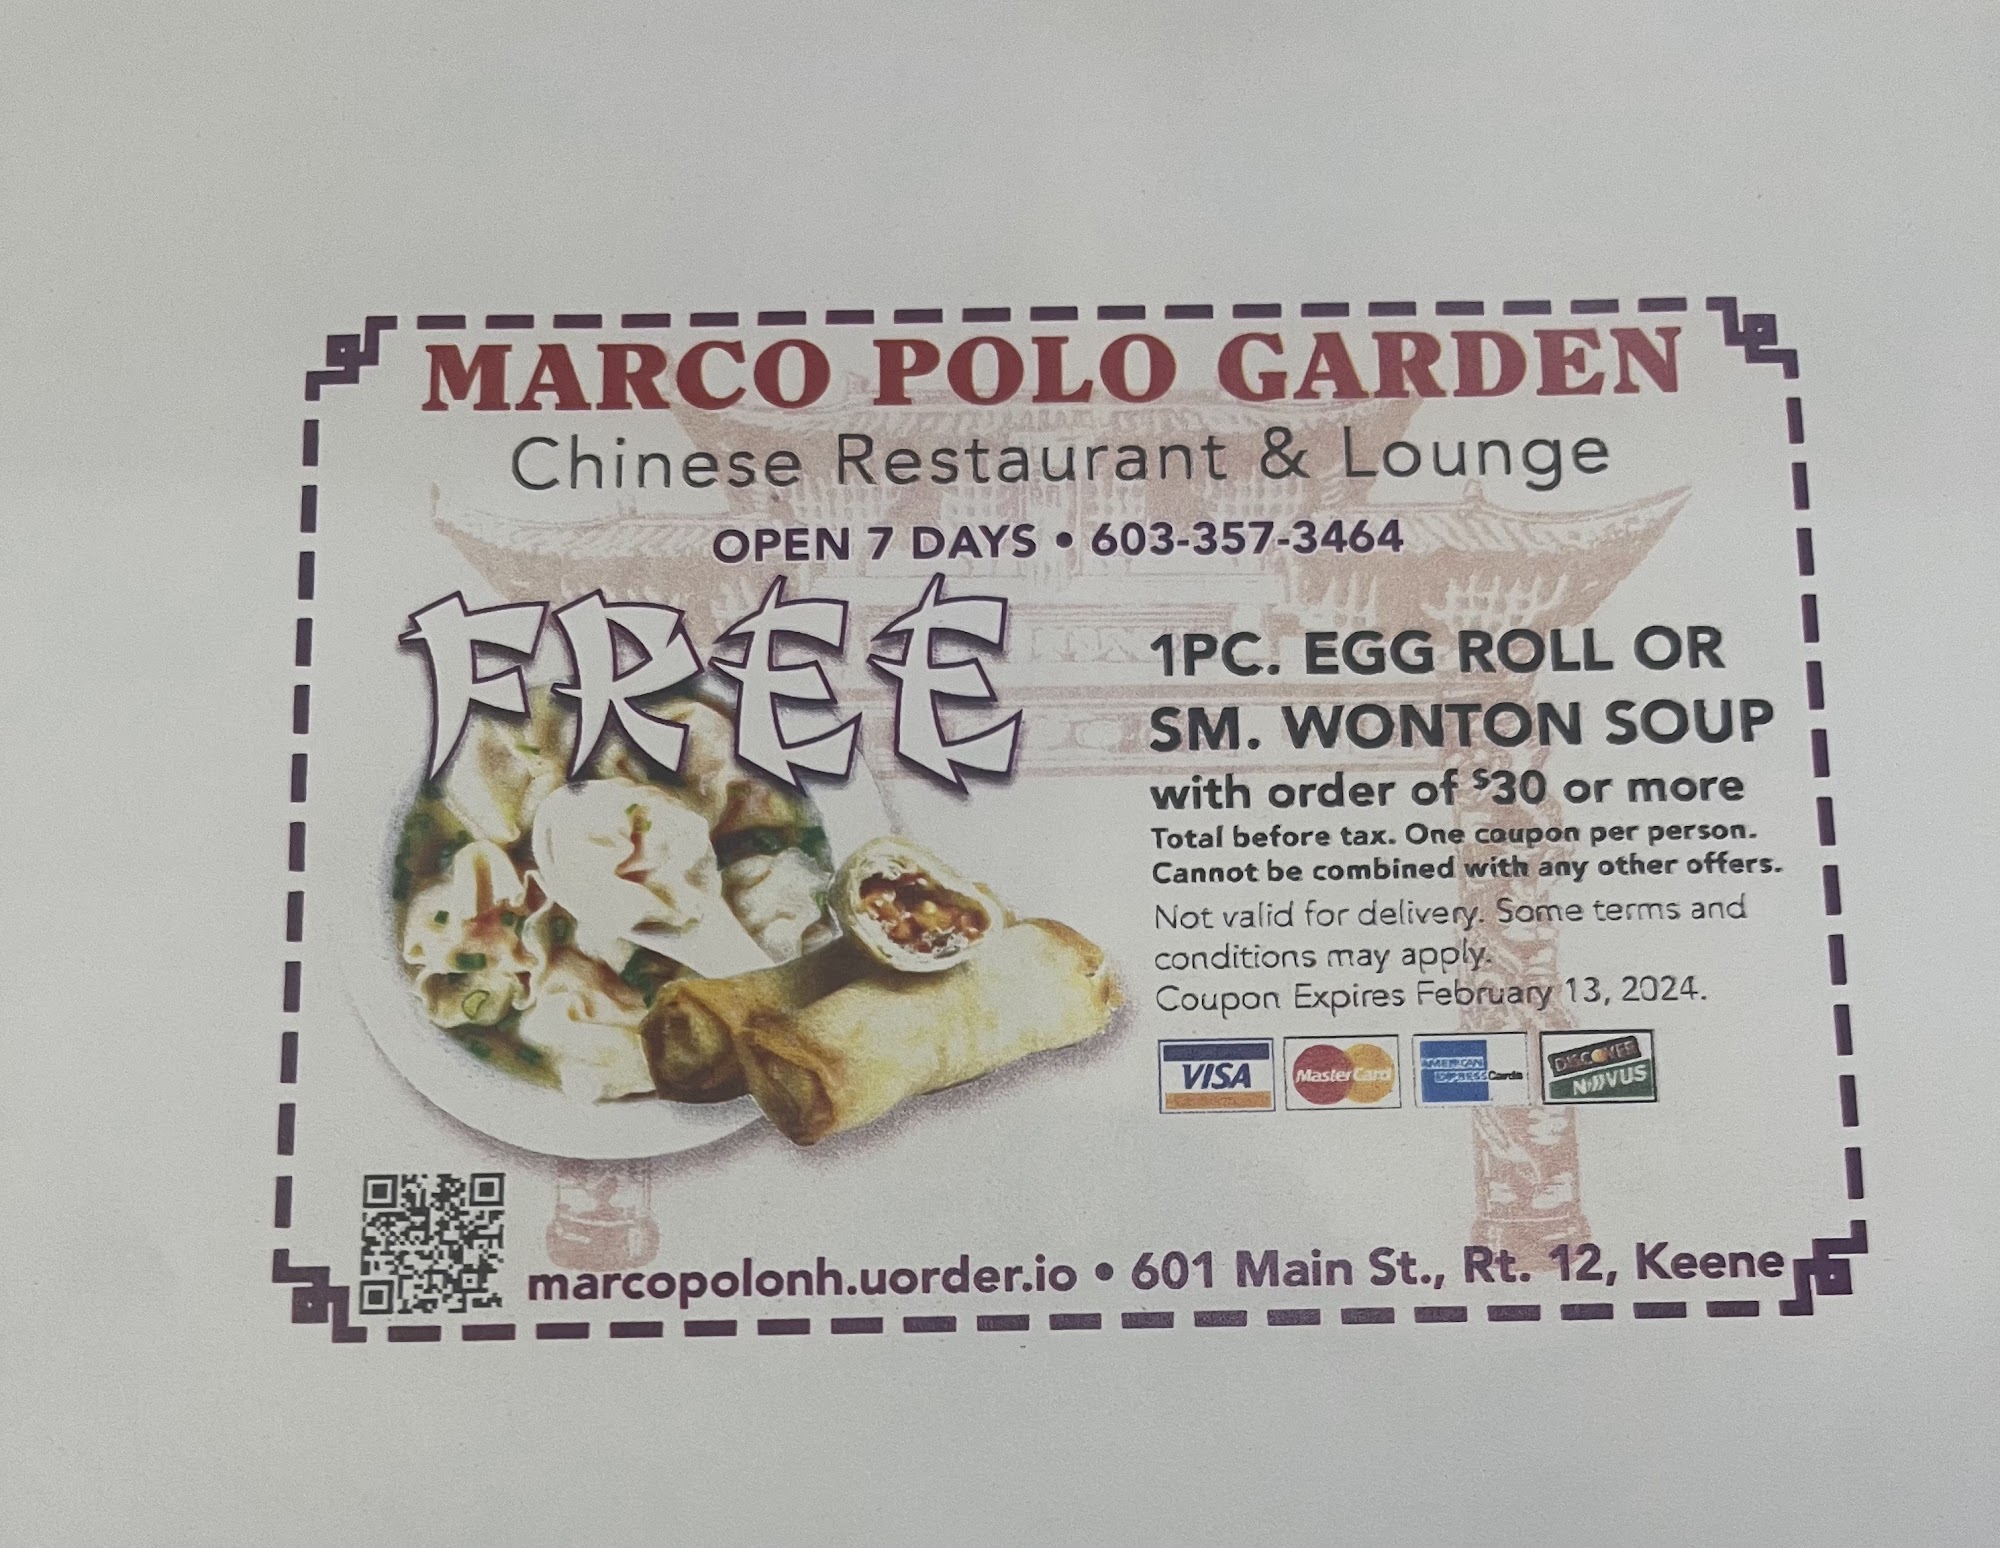 MARCO POLO GARDEN
Chinese Restaurant & Lounge
OPEN 7 DAYS • 603-357-3464
FREE
1PC. EGG ROLL OR
SM. WONTON SOUP
with order of $30 or more
Total before tax. One coupon per person.
Cannot be combined with any other offers.
Not valid for delivery. Some terms and
conditions may apply.
Coupon Expires February 13, 2024.
VISA
MasterCard
AMERICAN
EXPRESS Cards
DISCOVER
NOVUS
marcopolonh.uorder.io • 601 Main St., Rt. 12, Keene